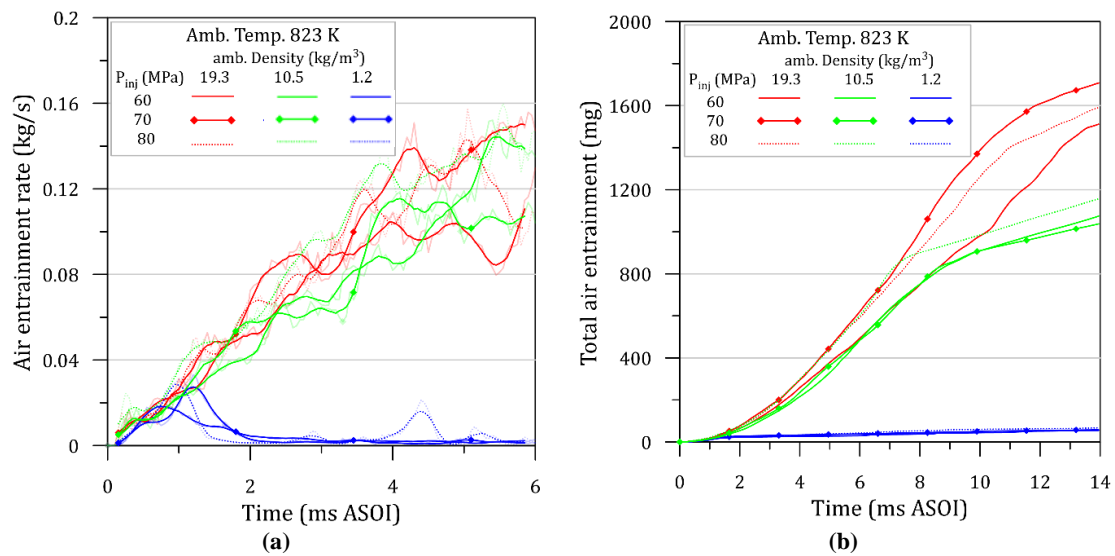 0.2
0.16
0.12
0.08
0.04
0
Air entrainment rate (kg/s)
Amb. Temp. 823 K
amb. Density (kg/m³)
P_inj (MPa) 19.3 10.5 1.2
60
70
80
0 2 4 6
Time (ms ASOI)
(a)
2000
1600
1200
800
400
0
Total air entrainment (mg)
Amb. Temp. 823 K
amb. Density (kg/m³)
P_inj (MPa) 19.3 10.5 1.2
60
70
80
0 2 4 6 8 10 12 14
Time (ms ASOI)
(b)